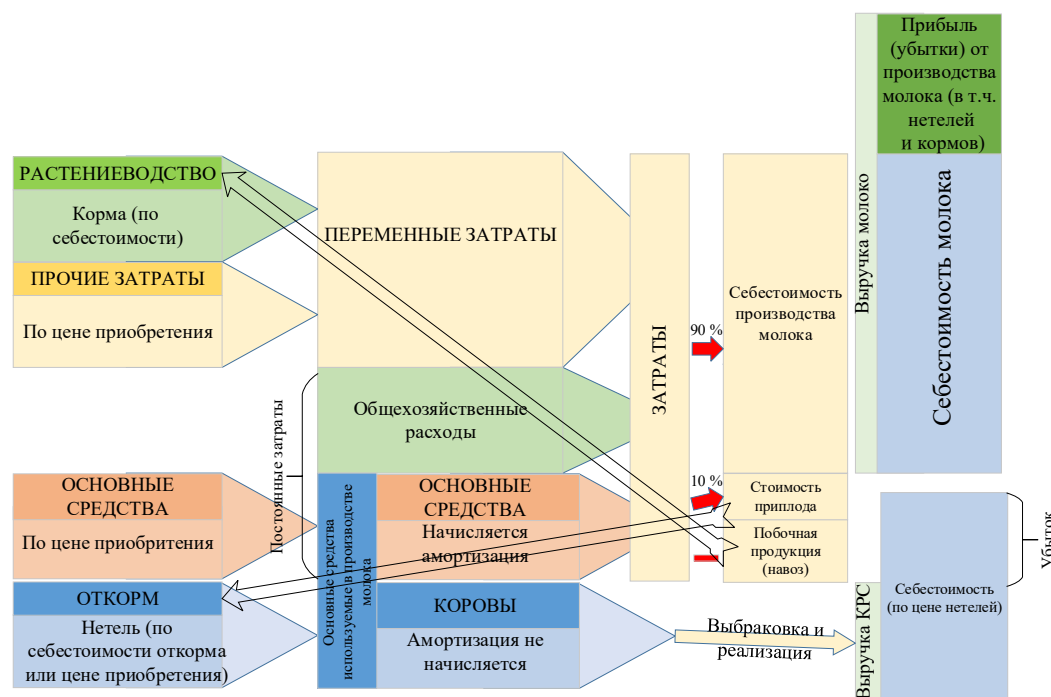 РАСТЕНИЕВОДСТВО
Корма (по
себестоимости)
ПРОЧИЕ ЗАТРАТЫ
По цене приобретения
ОСНОВНЫЕ
СРЕДСТВА
По цене приобритения
ОТКОРМ
Нетель (по
себестоимости откорма
или цене приобретения)
Постоянные затраты
ПЕРЕМЕННЫЕ ЗАТРАТЫ
Общехозяйственные
расходы
Основные средства
используемые в производстве
молока
ОСНОВНЫЕ
СРЕДСТВА
Начисляется
амортизация
КОРОВЫ
Амортизация не
начисляется
ЗАТРАТЫ
90 %
10 %
Себестоимость
производства
молока
Стоимость
приплода
Побочная
продукция
(навоз)
Выбраковка и
реализация
Выручка молоко
Прибыль
(убытки) от
производства
молока (в т.ч.
нетелей
и кормов)
Себестоимость молока
Выручка КРС
Себестоимость
(по цене нетелей)
Убыток